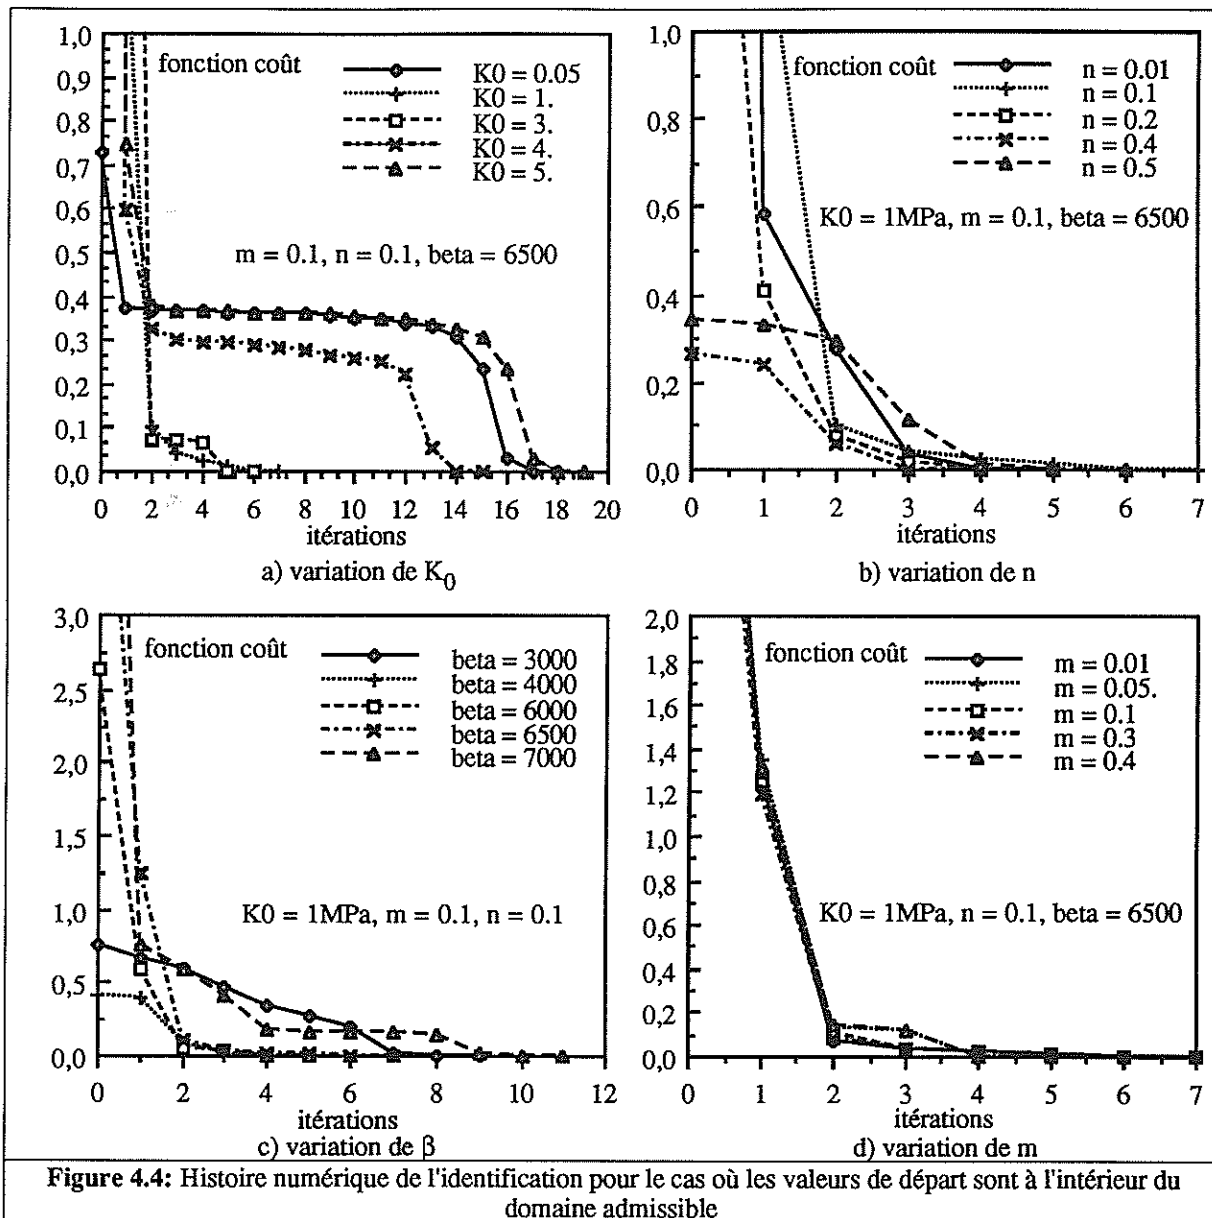 fonction coût
K0 = 0.05
K0 = 1.
K0 = 3.
K0 = 4.
K0 = 5.
m = 0.1, n = 0.1, beta = 6500
1,0
0,9
0,8
0,7
0,6
0,5
0,4
0,3
0,2
0,1
0,0
0 2 4 6 8 10 12 14 16 18 20
itérations
a) variation de K0
fonction coût
n = 0.01
n = 0.1
n = 0.2
n = 0.4
n = 0.5
K0 = 1MPa, m = 0.1, beta = 6500
1,0
0,8
0,6
0,4
0,2
0,0
0 1 2 3 4 5 6 7
itérations
b) variation de n
fonction coût
beta = 3000
beta = 4000
beta = 6000
beta = 6500
beta = 7000
K0 = 1MPa, m = 0.1, n = 0.1
3,0
2,5
2,0
1,5
1,0
0,5
0,0
0 2 4 6 8 10 12
itérations
c) variation de β
fonction coût
m = 0.01
m = 0.05.
m = 0.1
m = 0.3
m = 0.4
K0 = 1MPa, n = 0.1, beta = 6500
2,0
1,8
1,6
1,4
1,2
1,0
0,8
0,6
0,4
0,2
0,0
0 1 2 3 4 5 6 7
itérations
d) variation de m
Figure 4.4: Histoire numérique de l'identification pour le cas où les valeurs de départ sont à l'intérieur du
domaine admissible